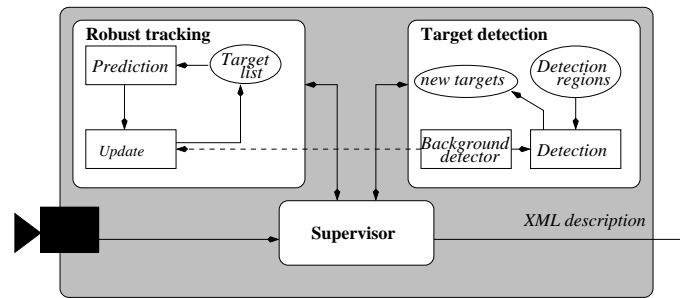 Robust tracking
Prediction
Target
list
Update
Target detection
new targets
Detection
regions
Background
detector
Detection
Supervisor
XML description